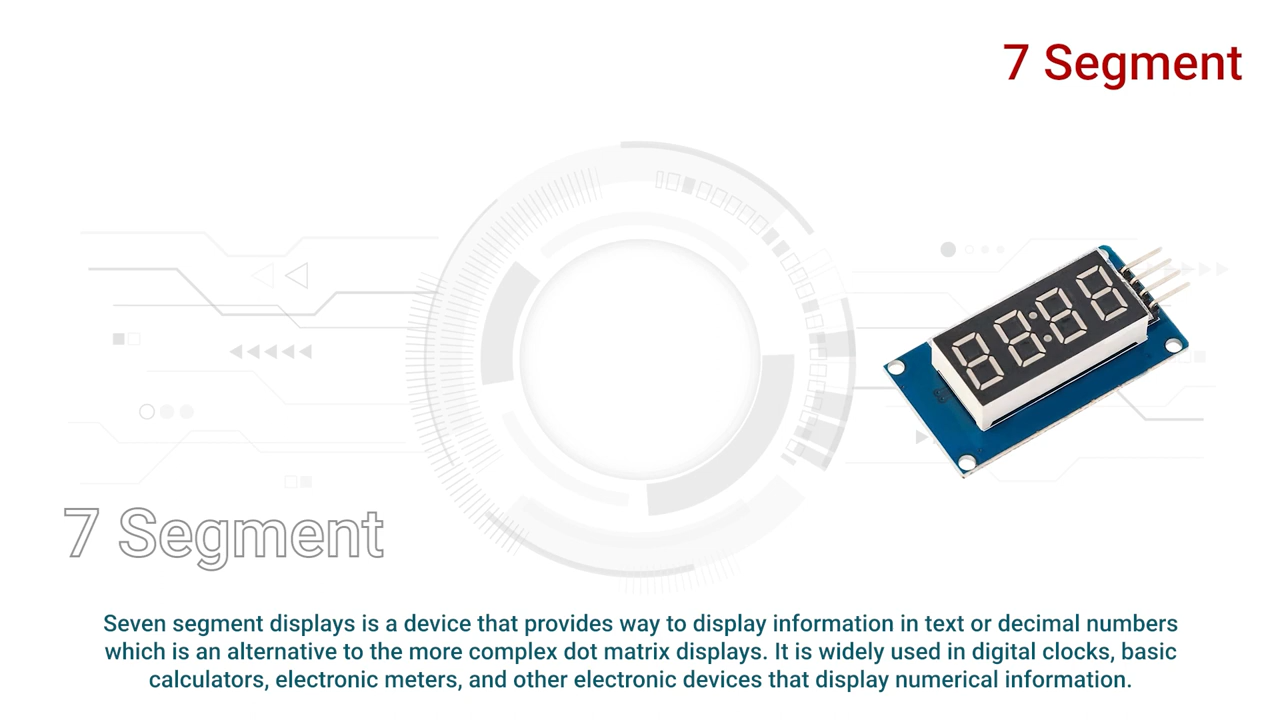 7 Segment
7 Segment
Seven segment displays is a device that provides way to display information in text or decimal numbers
which is an alternative to the more complex dot matrix displays. It is widely used in digital clocks, basic
calculators, electronic meters, and other electronic devices that display numerical information.